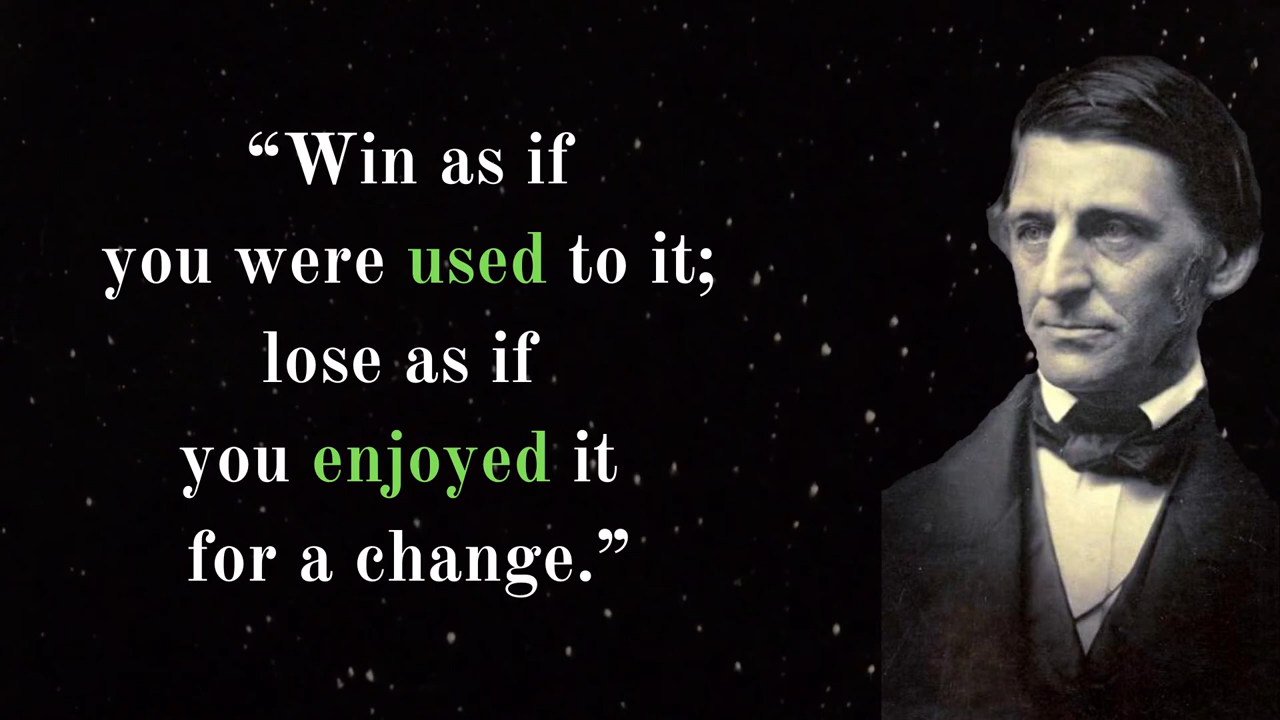 “Win as if
you were used to it;
lose as if
you enjoyed it
for a change.”